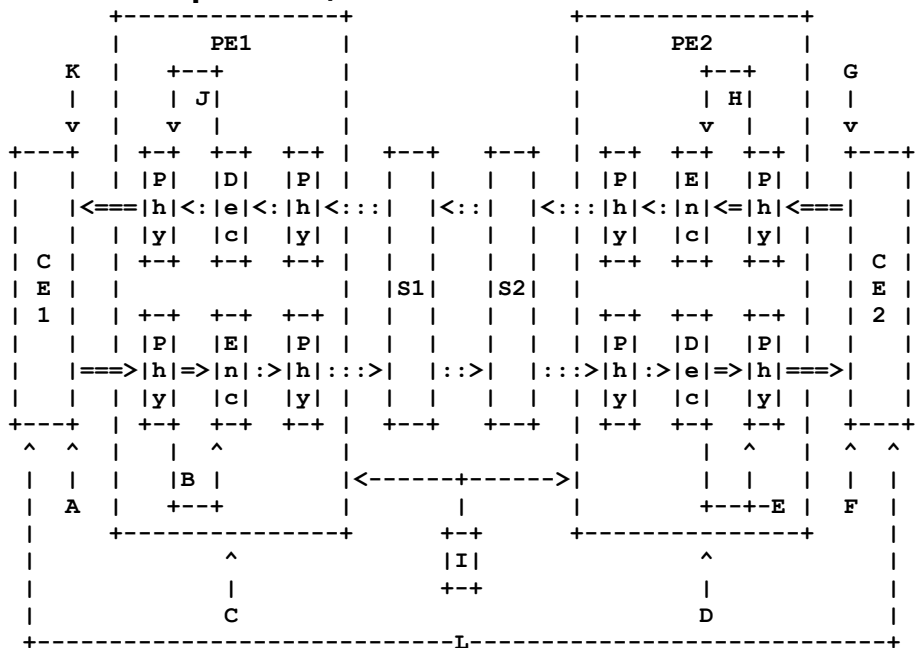 +---------------+               +---------------+
|      PE1      |               |      PE2      |
K  |   +--+        |               |        +--+   |  G
|  |   | J|        |               |        | H|   |  |
v  |   v  |        |               |        v  |   |  v
+---+  | +-+  +-+  +-+ |  +--+   +--+  | +-+  +-+  +-+ |  +---+
|   |  | |P|  |D|  |P| |  |  |   |  |  | |P|  |E|  |P| |  |   |
|   |<===|h|<:|e|<:|h|<:::|  |<::|  |<:::|h|<:|n|<=|h|<===|   |
|   |  | |y|  |c|  |y| |  |  |   |  |  | |y|  |c|  |y| |  |   |
| C |  | +-+  +-+  +-+ |  |  |   |  |  | +-+  +-+  +-+ |  | C |
| E |  |               |  |S1|   |S2|  |               |  | E |
| 1 |  | +-+  +-+  +-+ |  |  |   |  |  | +-+  +-+  +-+ |  | 2 |
|   |  | |P|  |E|  |P| |  |  |   |  |  | |P|  |D|  |P| |  |   |
|   |===>|h|=>|n|:>|h|:::>|  |::>|  |:::>|h|:>|e|=>|h|===>|   |
|   |  | |y|  |c|  |y| |  |  |   |  |  | |y|  |c|  |y| |  |   |
+---+  | +-+  +-+  +-+ |  +--+   +--+  | +-+  +-+  +-+ |  +---+
^  ^  |   |  ^   |               |        |  ^   |  ^  ^
|  |  |   |B |   |<------+------>|        |  |   |  |  |
|  A  |   +--+   |       |       |        +--+-E |  F  |
|     +---------------+      +-+      +---------------+     |
|             ^              |I|              ^             |
|             |              +-+              |             |
|             C                               D             |
+-----------------------------L-----------------------------+